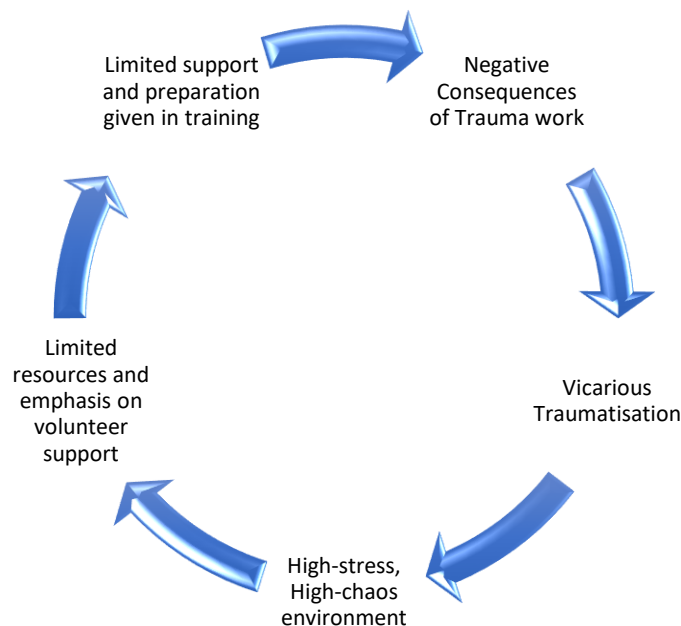 Limited support
and preparation
given in training
Negative
Consequences
of Trauma work
Vicarious
Traumatisation
High-stress,
High-chaos
environment
Limited
resources and
emphasis on
volunteer
support